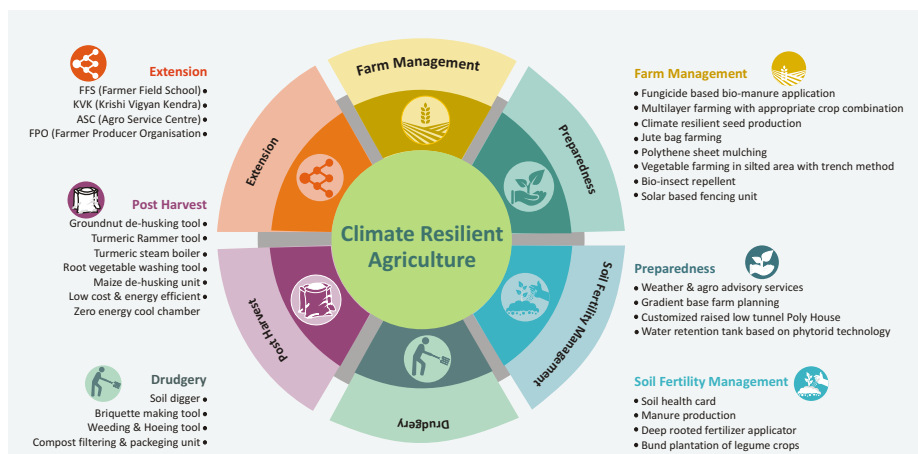 Extension
FFS (Farmer Field School)
KVK (Krishi Vigyan Kendra)
ASC (Agro Service Centre)
FPO (Farmer Producer Organisation
Post Harvest
Groundnut de-husking tool
Turmeric Rammer tool
Turmeric steam boiler
Root vegetable washing tool
Maize de-husking unit
Low cost & energy efficient
Zero energy cool chamber
Drudgery
Soil digger
Briquette making tool
Weeding & Hoeing tool
Compost filtering & packeging unit
Farm Management
Preparedness
Soil Fertility Management
Drudgery
Post Harvest
Extension
Climate Resilient
Agriculture
Farm Management
Fungicide based bio-manure application
Multilayer farming with appropriate crop combination
Climate resilient seed production
Jute bag farming
Polythene sheet mulching
Vegetable farming in silted area with trench method
Bio-insect repellent
Solar based fencing unit
Preparedness
Weather & agro advisory services
Gradient base farm planning
Customized raised low tunnel Poly House
Water retention tank based on phytorid technology
Soil Fertility Management
Soil health card
Manure production
Deep rooted fertilizer applicator
Bund plantation of legume crops